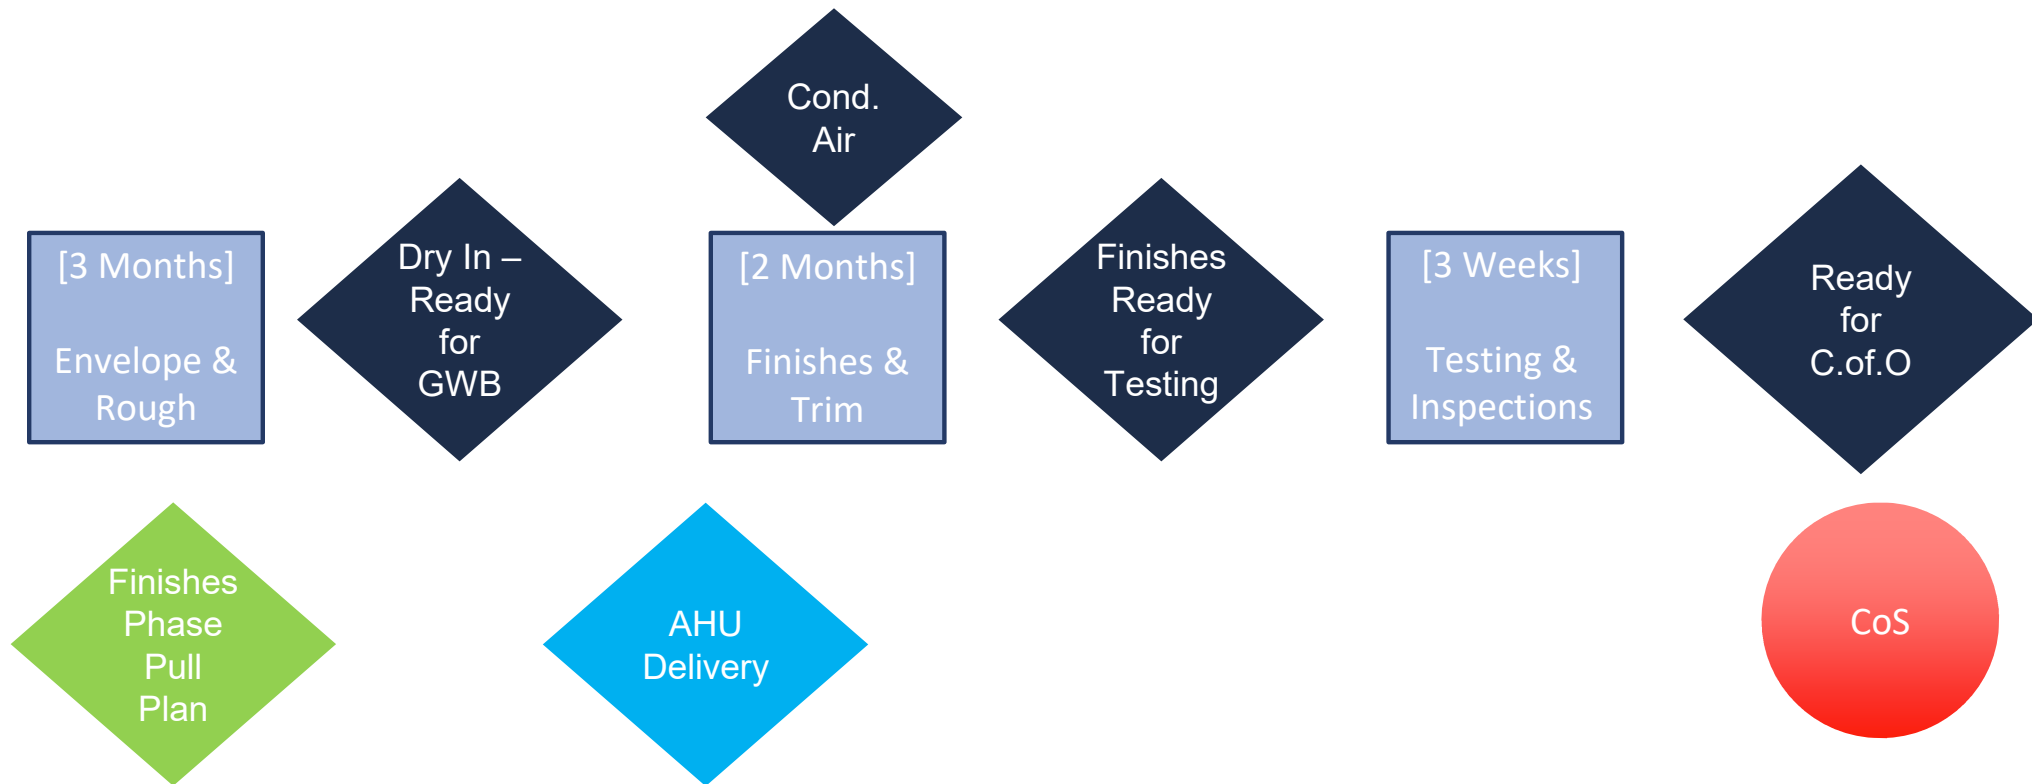 Cond.
Air
[3 Months]
Envelope &
Rough
Dry In –
Ready
for
GWB
[2 Months]
Finishes &
Trim
Finishes
Ready
for
Testing
[3 Weeks]
Testing &
Inspections
Ready
for
C.of.O
Finishes
Phase
Pull
Plan
AHU
Delivery
CoS